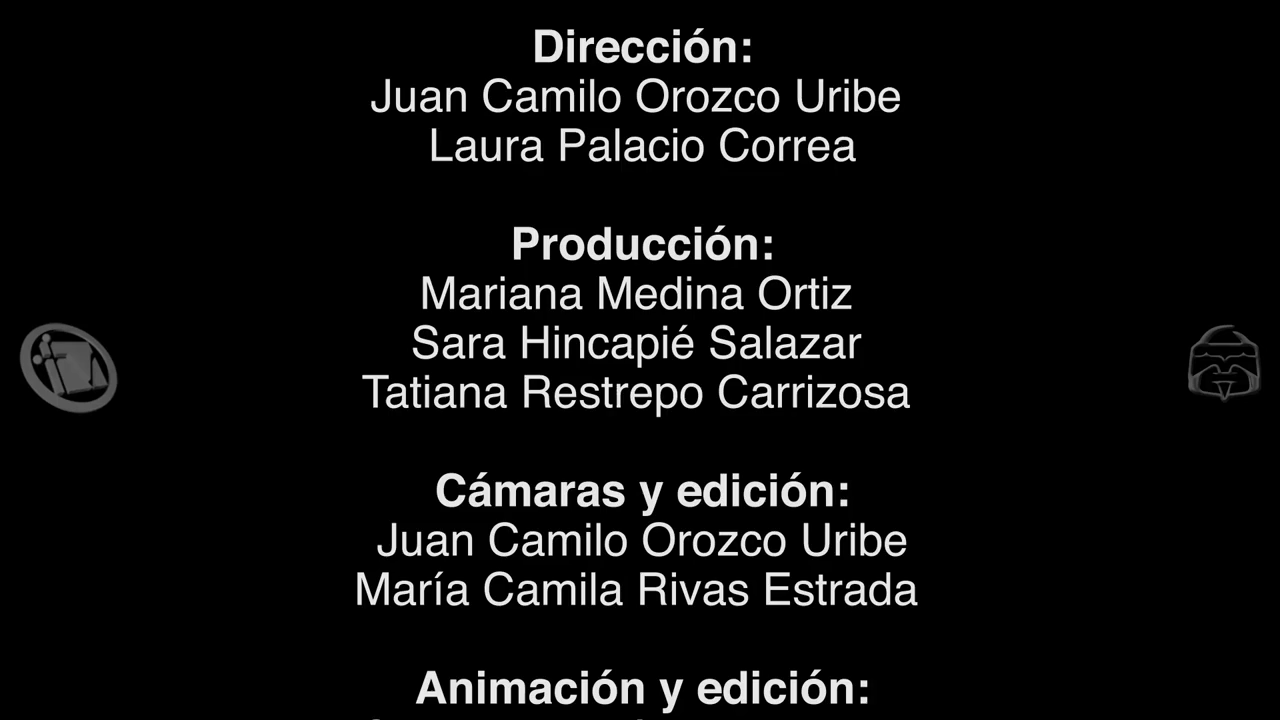 Dirección:
Juan Camilo Orozco Uribe
Laura Palacio Correa
Producción:
Mariana Medina Ortiz
Sara Hincapié Salazar
Tatiana Restrepo Carrizosa
Cámaras y edición:
Juan Camilo Orozco Uribe
María Camila Rivas Estrada
Animación y edición: